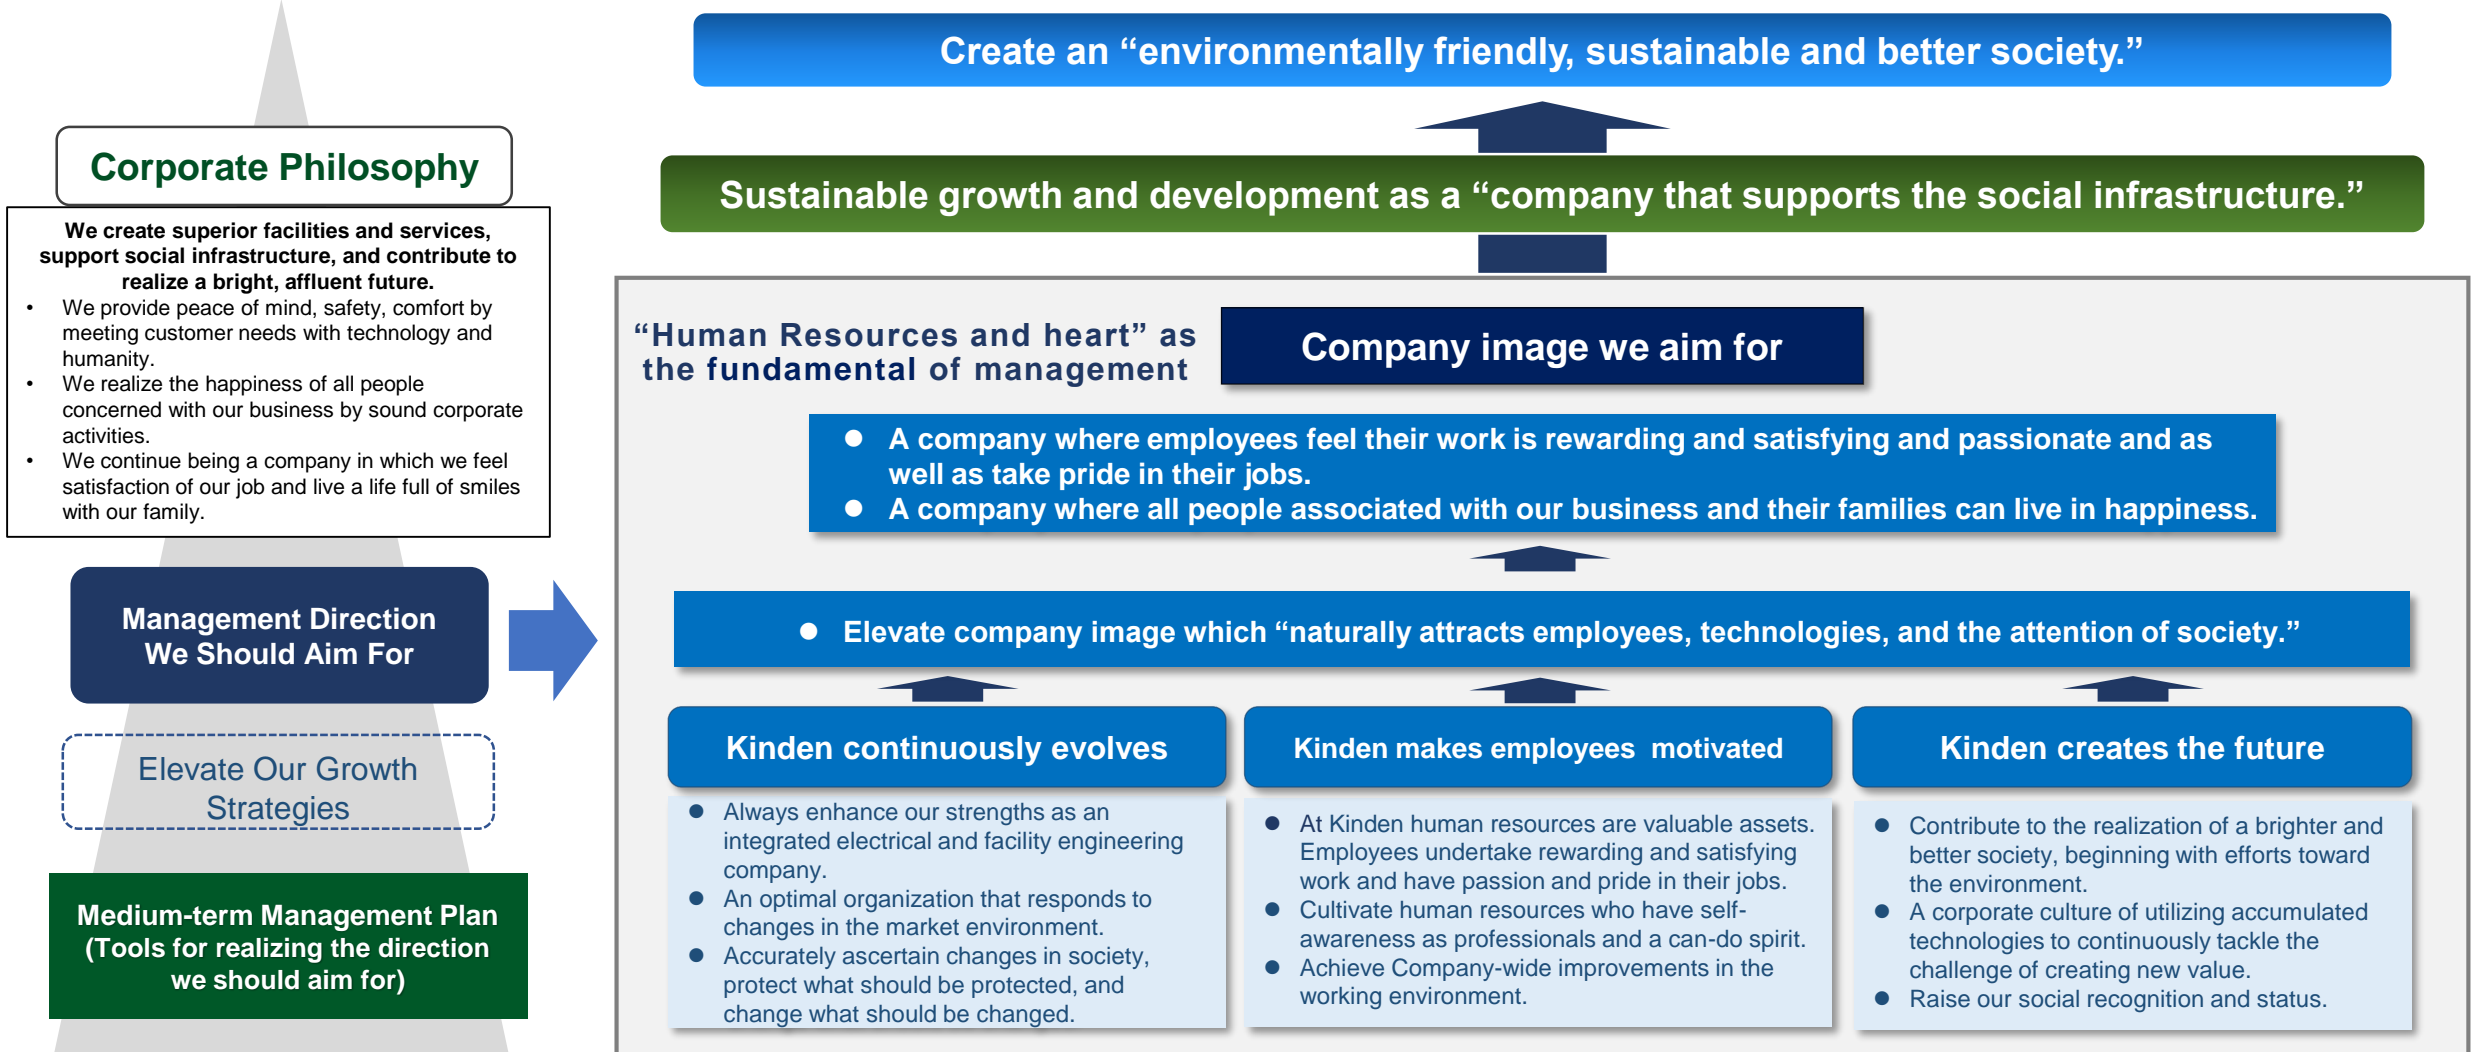 Corporate Philosophy
We create superior facilities and services,
support social infrastructure, and contribute to
realize a bright, affluent future.
• We provide peace of mind, safety, comfort by
meeting customer needs with technology and
humanity.
• We realize the happiness of all people
concerned with our business by sound corporate
activities.
• We continue being a company in which we feel
satisfaction of our job and live a life full of smiles
with our family.
Management Direction
We Should Aim For
Elevate Our Growth
Strategies
Medium-term Management Plan
(Tools for realizing the direction
we should aim for)
Create an “environmentally friendly, sustainable and better society.”
Sustainable growth and development as a “company that supports the social infrastructure.”
“Human Resources and heart” as
the fundamental of management
Company image we aim for
● A company where employees feel their work is rewarding and satisfying and passionate and as
well as take pride in their jobs.
● A company where all people associated with our business and their families can live in happiness.
● Elevate company image which “naturally attracts employees, technologies, and the attention of society.”
Kinden continuously evolves
● Always enhance our strengths as an
integrated electrical and facility engineering
company.
● An optimal organization that responds to
changes in the market environment.
● Accurately ascertain changes in society,
protect what should be protected, and
change what should be changed.
Kinden makes employees motivated
● At Kinden human resources are valuable assets.
Employees undertake rewarding and satisfying
work and have passion and pride in their jobs.
● Cultivate human resources who have self-
awareness as professionals and a can-do spirit.
● Achieve Company-wide improvements in the
working environment.
Kinden creates the future
● Contribute to the realization of a brighter and
better society, beginning with efforts toward
the environment.
● A corporate culture of utilizing accumulated
technologies to continuously tackle the
challenge of creating new value.
● Raise our social recognition and status.